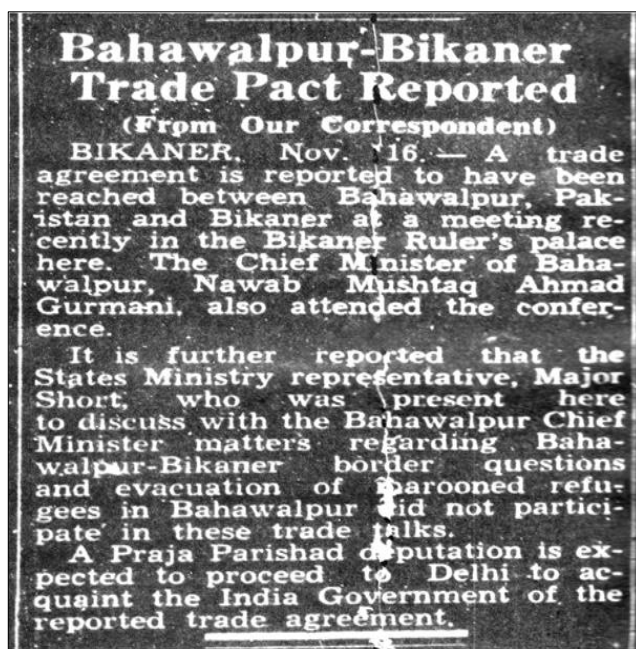 Bahawalpur-Bikaner
Trade Pact Reported
(From Our Correspondent)
BIKANER, Nov. 16.— A trade
agreement is reported to have been
reached between Bahawalpur, Pak-
istan and Bikaner at a meeting re-
cently in the Bikaner Ruler's palace
here. The Chief Minister of Baha-
walpur, Nawab Mushtaq Ahmad
Gurmani, also attended the confer-
ence.
It is further reported that the
States Ministry representative, Major
Short, who was present here
to discuss with the Bahawalpur Chief
Minister matters regarding Baha-
walpur-Bikaner border questions
and evacuation of marooned refu-
gees in Bahawalpur did not partici-
pate in these trade talks.
A Praja Parishad deputation is ex-
pected to proceed to Delhi to ac-
quaint the India Government of the
reported trade agreement.